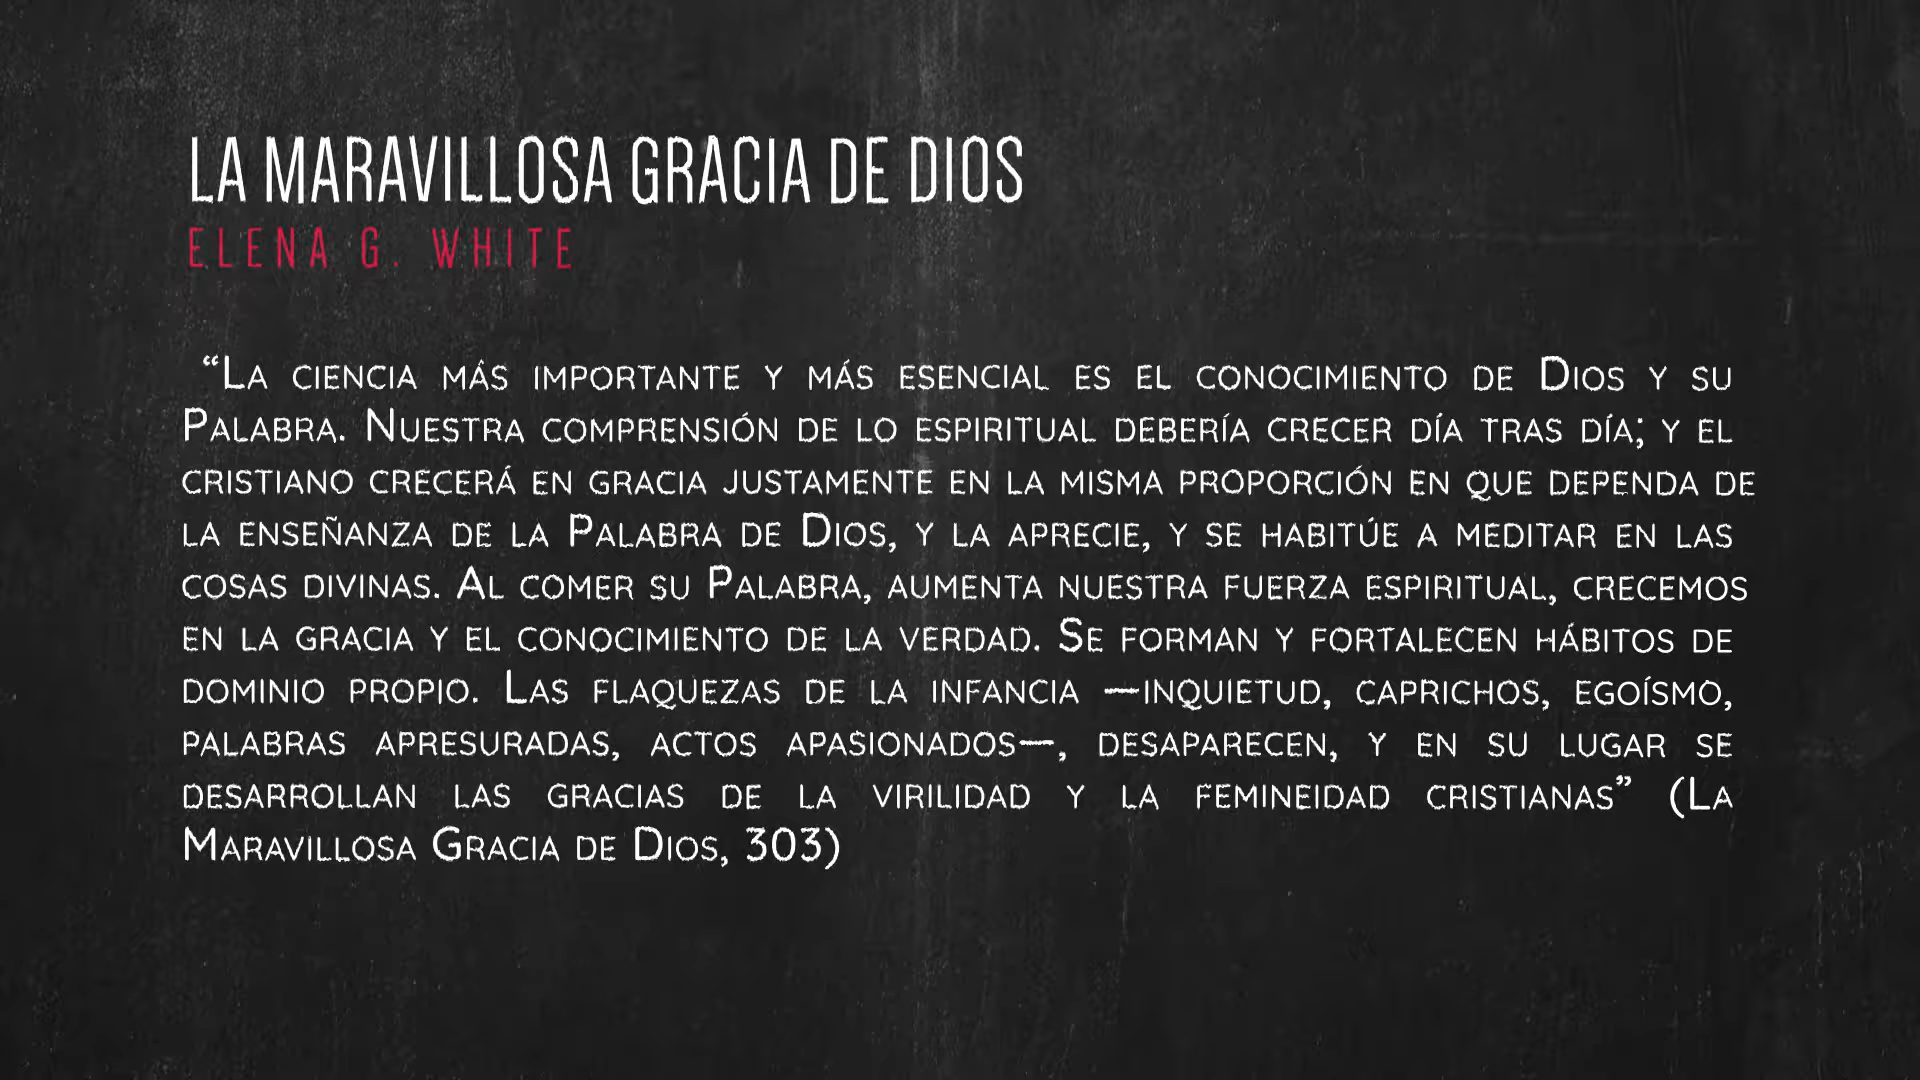 LA MARAVILLOSA GRACIA DE DIOS
ELENA G. WHITE
“La ciencia más importante y más esencial es el conocimiento de Dios y su
Palabra. Nuestra comprensión de lo espiritual debería crecer día tras día; y el
cristiano crecerá en gracia justamente en la misma proporción en que dependa de
la enseñanza de la Palabra de Dios, y la aprecie, y se habitúe a meditar en las
cosas divinas. Al comer su Palabra, aumenta nuestra fuerza espiritual, crecemos
en la gracia y el conocimiento de la verdad. Se forman y fortalecen hábitos de
dominio propio. Las flaquezas de la infancia —inquietud, caprichos, egoísmo,
palabras apresuradas, actos apasionados—, desaparecen, y en su lugar se
desarrollan las gracias de la virilidad y la femineidad cristianas” (La
Maravillosa Gracia de Dios, 303)